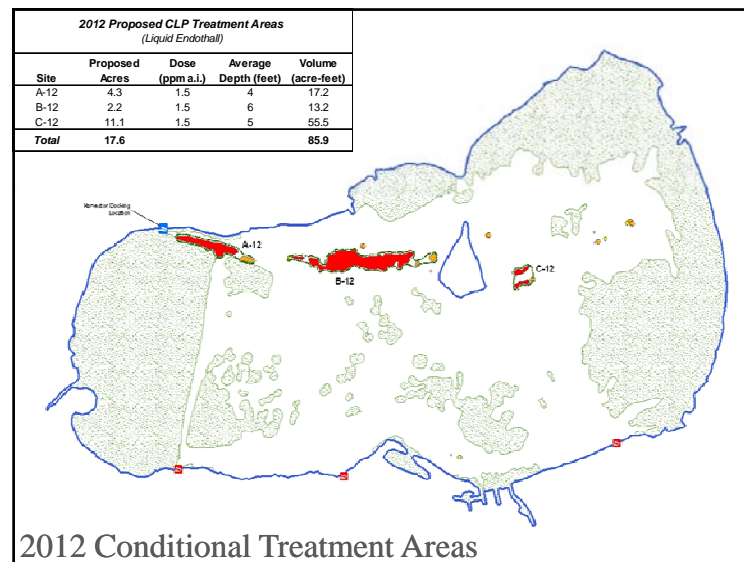 2012 Proposed CLP Treatment Areas
(Liquid Endothall)
Proposed Dose Average Volume
Site Acres (ppm a.i.) Depth (feet) (acre-feet)
A-12 4.3 1.5 4 17.2
B-12 2.2 1.5 6 13.2
C-12 11.1 1.5 5 55.5
Total 17.6 85.9
Docking
Location
A-12
B-12
C-12
2012 Conditional Treatment Areas